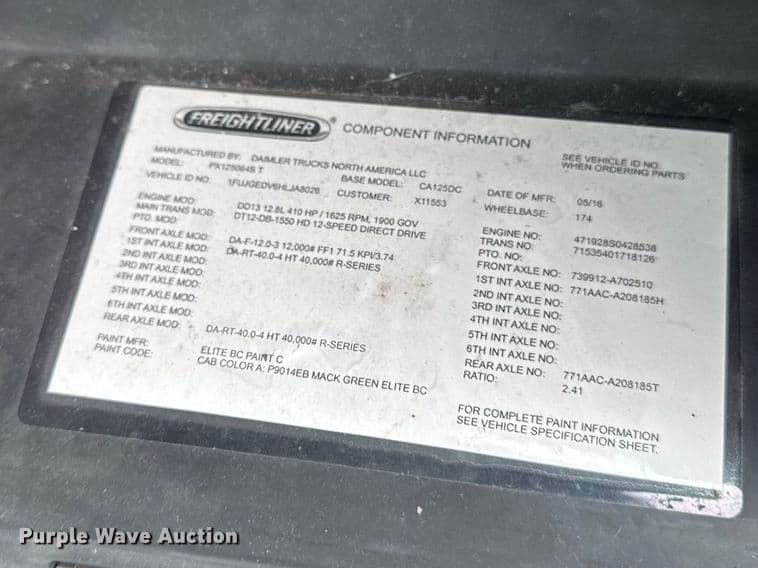 FREIGHTLINER COMPONENT INFORMATION
SEE VEHICLE ID NO.
WHEN ORDERING PARTS
MANUFACTURED BY: DAIMLER TRUCKS NORTH AMERICA LLC
MODEL: PX125064S T BASE MODEL: CA125DC DATE OF MFR: 05/16
VEHICLE ID NO: 1FUJGEDV6HLJA8026 CUSTOMER: X11553 WHEELBASE: 174
ENGINE MOD: DD13 12.8L 410 HP / 1625 RPM, 1900 GOV ENGINE NO: 471928S0428538
MAIN TRANS MOD: DT12-DB-1550 HD 12-SPEED DIRECT DRIVE TRANS NO: 71535401718126
PTO. MOD: PTO. NO:
FRONT AXLE MOD: DA-F-12.0-3 12,000# FF1 71.5 KPI/3.74 FRONT AXLE NO: 739912-A702510
1ST INT AXLE MOD: DA-RT-40.0-4 HT 40,000# R-SERIES 1ST INT AXLE NO: 771AAC-A208185H
2ND INT AXLE MOD: 2ND INT AXLE NO:
3RD INT AXLE MOD: 3RD INT AXLE NO:
4TH INT AXLE MOD: 4TH INT AXLE NO:
5TH INT AXLE MOD: 5TH INT AXLE NO:
6TH INT AXLE MOD: 6TH INT AXLE NO:
REAR AXLE MOD: DA-RT-40.0-4 HT 40,000# R-SERIES REAR AXLE NO: 771AAC-A208185T
RATIO: 2.41
PAINT MFR: ELITE BC PAINT C
PAINT CODE: CAB COLOR A: P9014EB MACK GREEN ELITE BC
FOR COMPLETE PAINT INFORMATION
SEE VEHICLE SPECIFICATION SHEET.
Purple Wave Auction